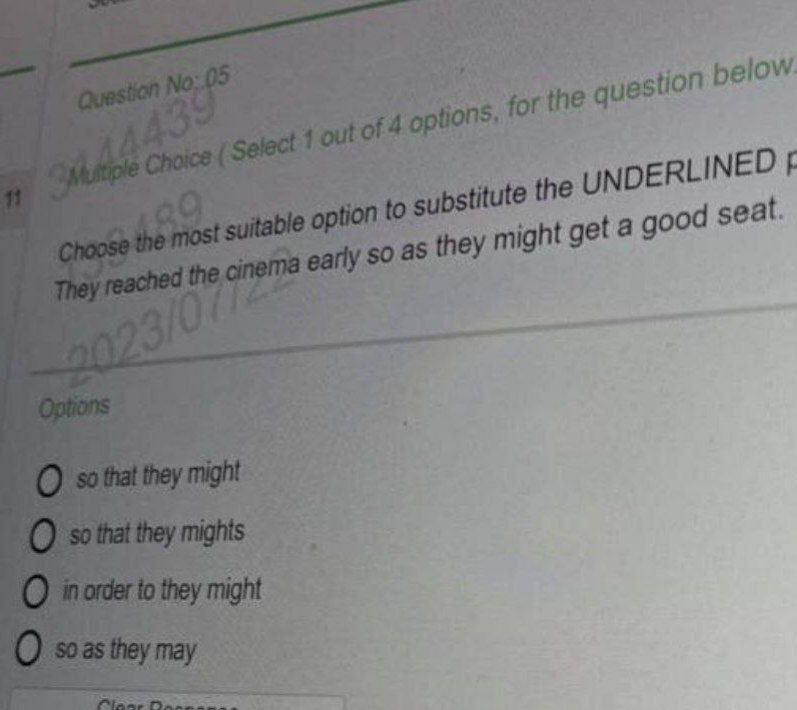 Question No: 05
3144439
Multiple Choice ( Select 1 out of 4 options, for the question below.
11
Choose the most suitable option to substitute the UNDERLINED
They reached the cinema early so as they might get a good seat.
Options
so that they might
so that they mights
in order to they might
so as they may